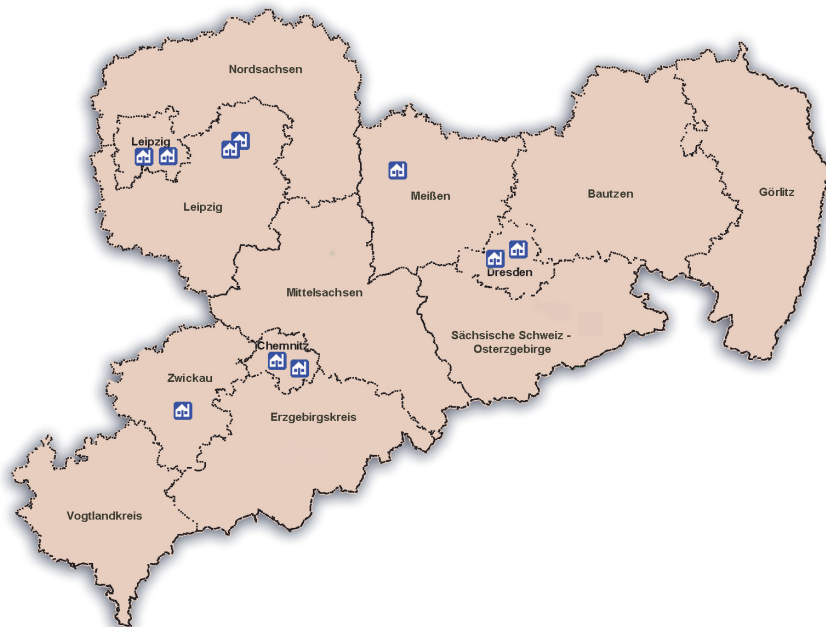 Nordsachsen
Leipzig
Leipzig
Meißen
Bautzen
Görlitz
Dresden
Mittelsachsen
Sächsische Schweiz -
Osterzgebirge
Chemnitz
Zwickau
Erzgebirgskreis
Vogtlandkreis